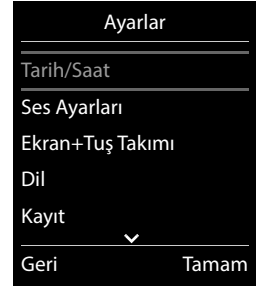 Ayarlar
Tarih/Saat
Ses Ayarları
Ekran+Tuş Takımı
Dil
Kayıt
Geri Tamam